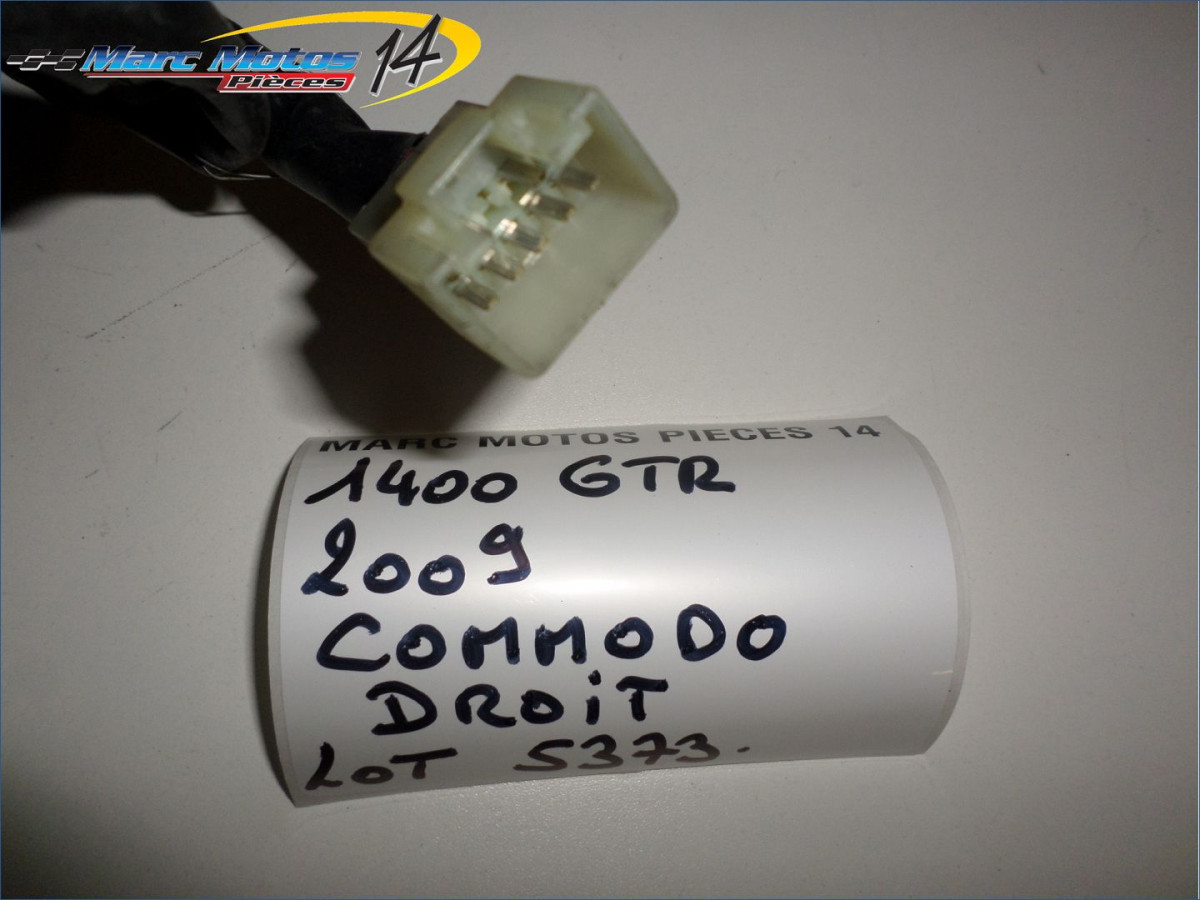 Marc Motos 14
Pièces
MARC MOTOS PIECES 14
1400 GTR
2009
COMMODO
DROiT
LOT 5373.